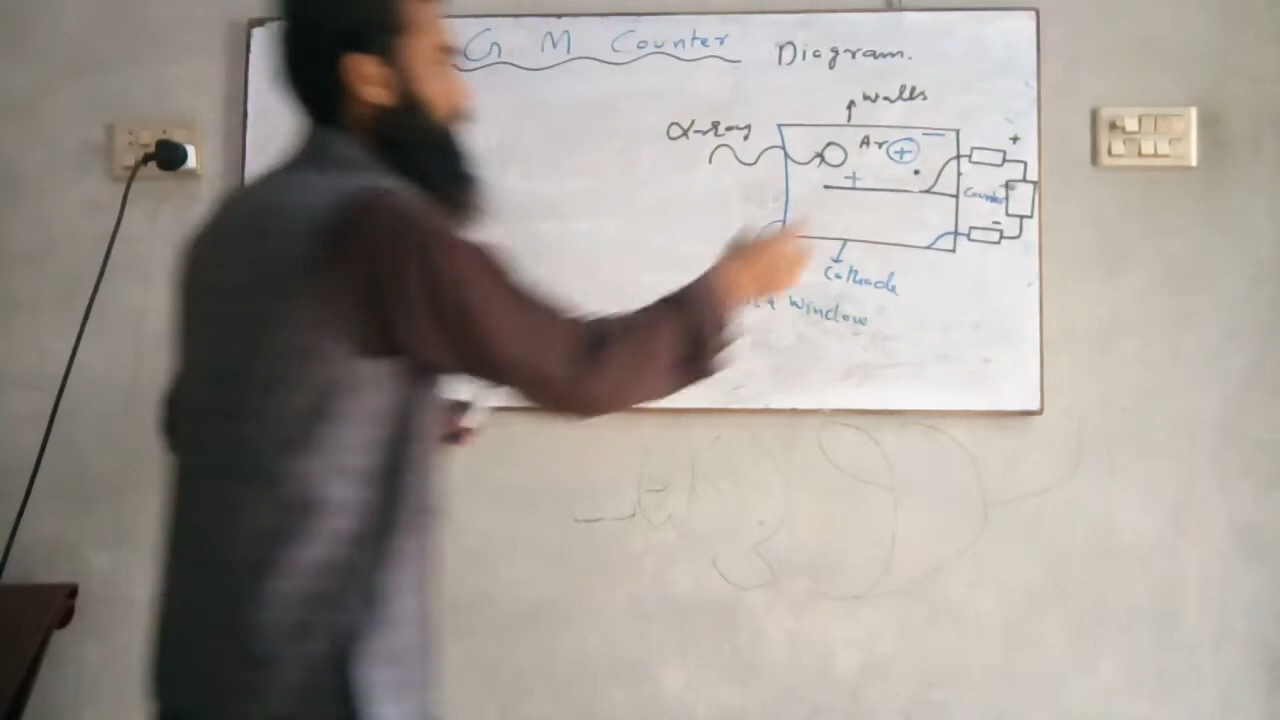 G M Counter Diagram.
Walls
α-ray
Ar +
+
+
Counter
-
Cathode
Window